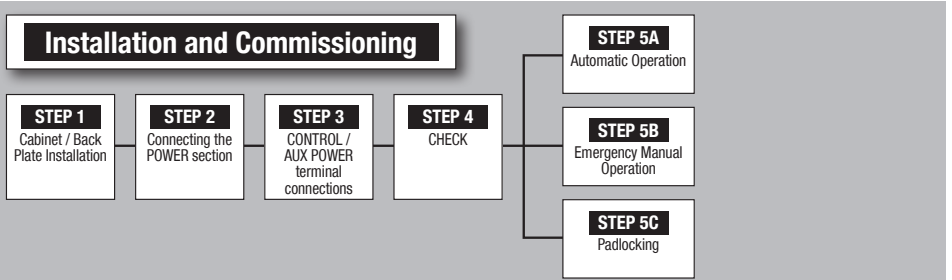 Installation and Commissioning
STEP 1
Cabinet / Back
Plate Installation
STEP 2
Connecting the
POWER section
STEP 3
CONTROL /
AUX POWER
terminal
connections
STEP 4
CHECK
STEP 5A
Automatic Operation
STEP 5B
Emergency Manual
Operation
STEP 5C
Padlocking